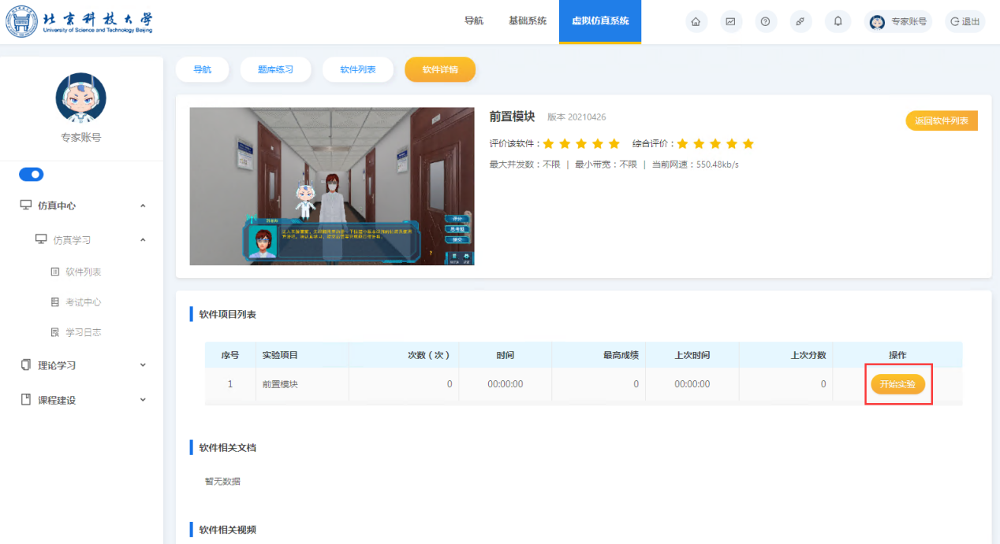 北京科技大学
University of Science and Technology Beijing
导航
基础系统
虚拟仿真系统
专家账号
退出
专家账号
仿真中心
仿真学习
软件列表
考试中心
学习日志
理论学习
课程建设
导航
题库练习
软件列表
软件详情
前置模块
版本 20210426
返回软件列表
评价该软件：
综合评价：
最大并发数：不限 | 最小带宽：不限 | 当前网速：550.48kb/s
评分
思考题
提交
软件项目列表
序号 实验项目 次数（次） 时间 最高成绩 上次时间 上次分数 操作
1 前置模块 0 00:00:00 0 00:00:00 0 开始实验
软件相关文档
暂无数据
软件相关视频